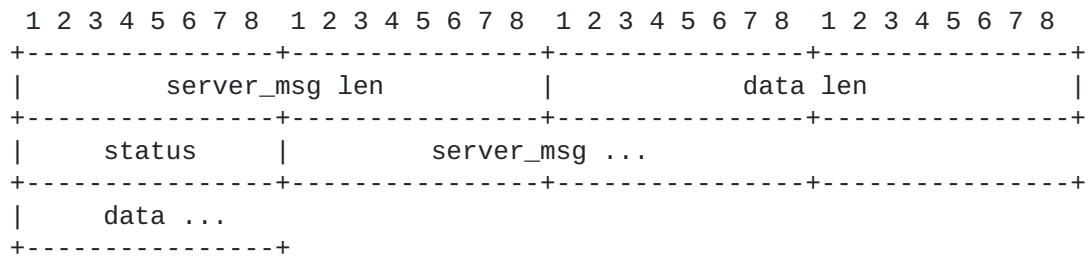 1 2 3 4 5 6 7 8  1 2 3 4 5 6 7 8  1 2 3 4 5 6 7 8  1 2 3 4 5 6 7 8
+----------------+----------------+----------------+----------------+
|         server_msg len          |            data len             |
+----------------+----------------+----------------+----------------+
|     status     |         server_msg ...
+----------------+----------------+----------------+----------------+
|     data ...
+----------------+